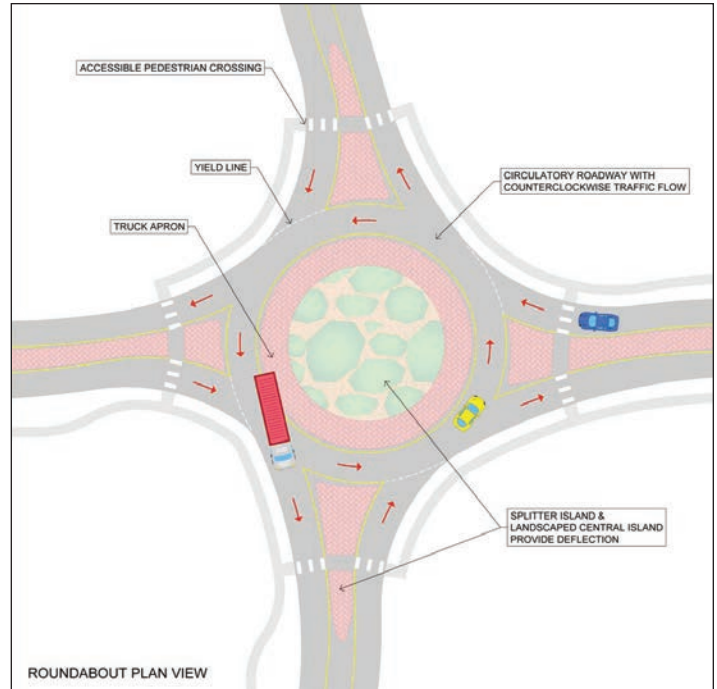 ACCESSIBLE PEDESTRIAN CROSSING
YIELD LINE
CIRCULATORY ROADWAY WITH
COUNTERCLOCKWISE TRAFFIC FLOW
TRUCK APRON
SPLITTER ISLAND &
LANDSCAPED CENTRAL ISLAND
PROVIDE DEFLECTION
ROUNDABOUT PLAN VIEW